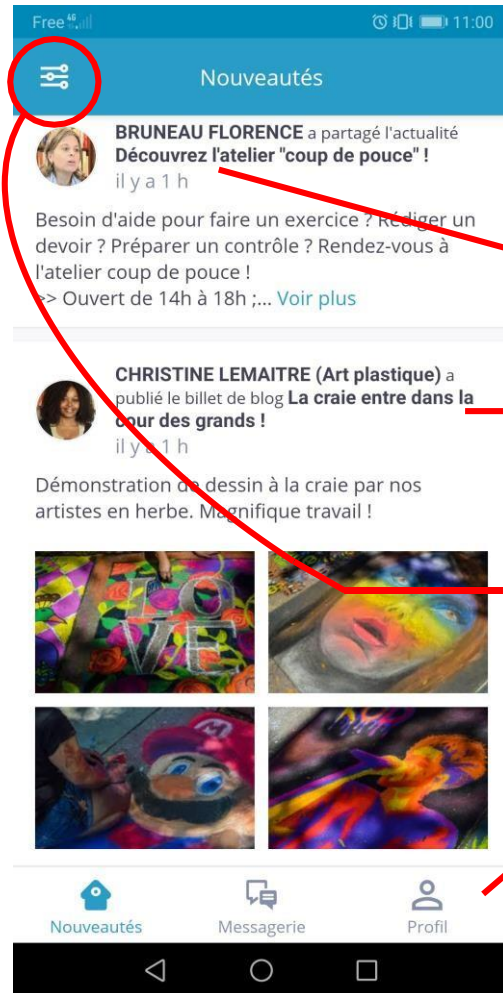 Free 4G 11:00
Nouveautés
BRUNEAU FLORENCE a partagé l'actualité
Découvrez l'atelier "coup de pouce" !
il y a 1 h
Besoin d'aide pour faire un exercice ? Rédiger un
devoir ? Préparer un contrôle ? Rendez-vous à
l'atelier coup de pouce !
>> Ouvert de 14h à 18h ;... Voir plus
CHRISTINE LEMAITRE (Art plastique) a
publié le billet de blog La craie entre dans la
cour des grands !
il y a 1 h
Démonstration de dessin à la craie par nos
artistes en herbe. Magnifique travail !
LO
VE
M
Nouveautés Messagerie Profil